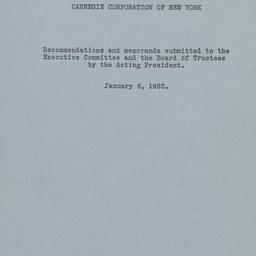 CARNEGIE CORPORATION OF NEW YORK
Recommendations and memoranda submitted to the
Executive Committee and the Board of Trustees
by the Acting President.
January 6, 1923.